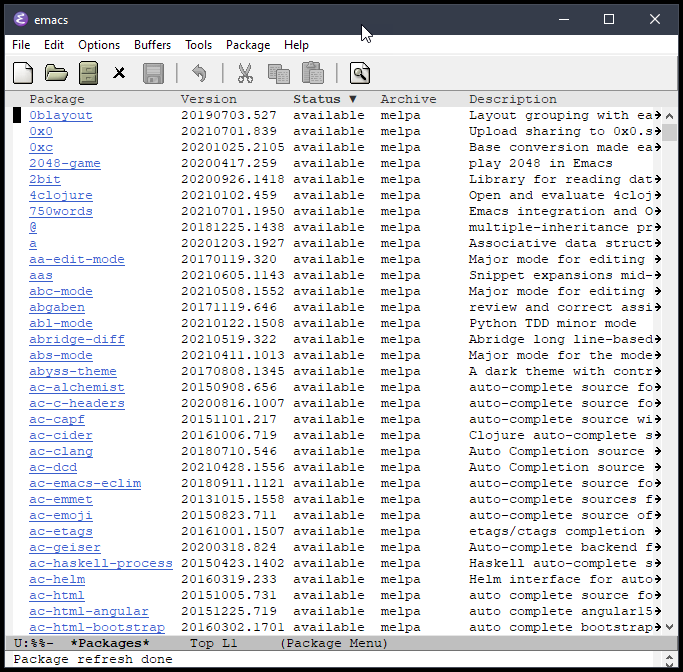 emacs
File Edit Options Buffers Tools Package Help
Package Version Status ▼ Archive Description
0blayout 20190703.527 available melpa Layout grouping with ea
0x0 20210701.839 available melpa Upload sharing to 0x0.s
0xc 20201025.2105 available melpa Base conversion made ea
2048-game 20200417.259 available melpa play 2048 in Emacs
2bit 20200926.1418 available melpa Library for reading dat
4clojure 20210102.459 available melpa Open and evaluate 4cloj
750words 20210701.1950 available melpa Emacs integration and O
@ 20181225.1438 available melpa multiple-inheritance pr
a 20201203.1927 available melpa Associative data struct
aa-edit-mode 20170119.320 available melpa Major mode for editing
aas 20210605.1143 available melpa Snippet expansions mid-
abc-mode 20210508.1552 available melpa Major mode for editing
abgaben 20171119.646 available melpa review and correct assi
abl-mode 20210122.1508 available melpa Python TDD minor mode
abridge-diff 20210519.322 available melpa Abridge long line-based
abs-mode 20210411.1013 available melpa Major mode for the mode
abyss-theme 20170808.1345 available melpa A dark theme with contr
ac-alchemist 20150908.656 available melpa auto-complete source fo
ac-c-headers 20200816.1007 available melpa auto-complete source fo
ac-capf 20151101.217 available melpa auto-complete source wi
ac-cider 20161006.719 available melpa Clojure auto-complete s
ac-clang 20180710.546 available melpa Auto Completion source
ac-dcd 20210428.1556 available melpa Auto Completion source
ac-emacs-eclim 20180911.1121 available melpa auto-complete source fo
ac-emmet 20131015.1558 available melpa auto-complete sources f
ac-emoji 20150823.711 available melpa auto-complete source of
ac-etags 20161001.1507 available melpa etags/ctags completion
ac-geiser 20200318.824 available melpa Auto-complete backend f
ac-haskell-process 20150423.1402 available melpa Haskell auto-complete s
ac-helm 20160319.233 available melpa Helm interface for auto
ac-html 20151005.731 available melpa auto complete source fo
ac-html-angular 20151225.719 available melpa auto complete angular15
ac-html-bootstrap 20160302.1701 available melpa auto complete bootstrap
U:%%- *Packages* Top L1 (Package Menu)
Package refresh done